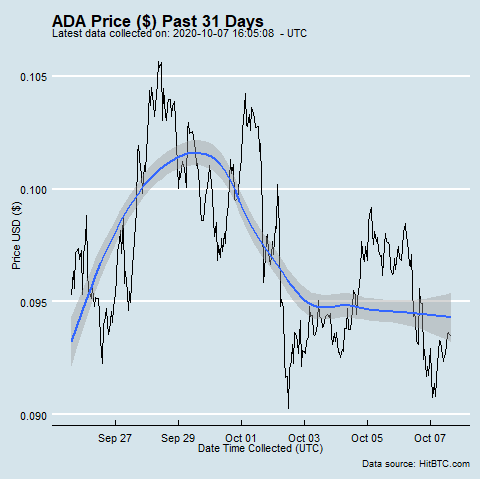 ADA Price ($) Past 31 Days
Latest data collected on: 2020-10-07 16:05:08 - UTC
0.105
0.100
0.095
0.090
Price USD ($)
Sep 27 Sep 29 Oct 01 Oct 03 Oct 05 Oct 07
Date Time Collected (UTC)
Data source: HitBTC.com